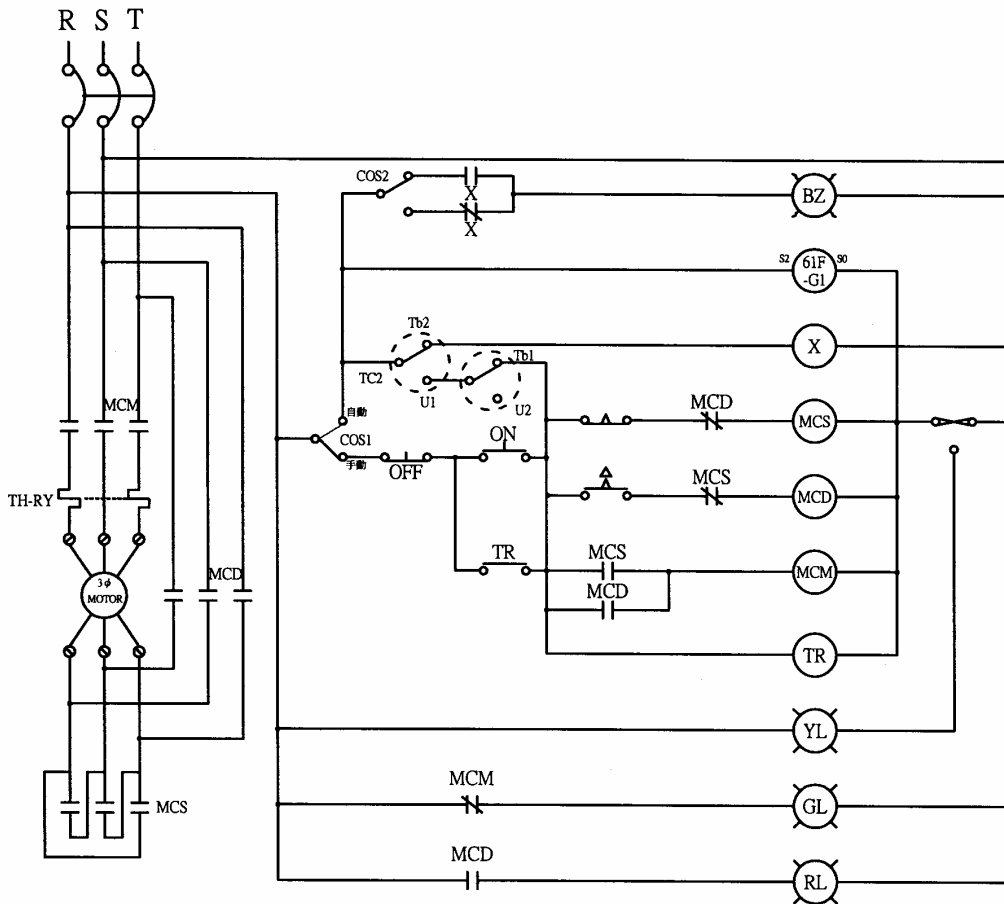 R S T
COS2
X
X
BZ
S2 61F -G1 S0
Tb2
X
TC2
Tb1
U1
U2
MCM
自動
COS1
手動
OFF
ON
MCD
MCS
TH-RY
MCS
MCD
3φ MOTOR
MCD
TR
MCS
MCM
MCD
TR
YL
MCS
MCM
GL
MCD
RL